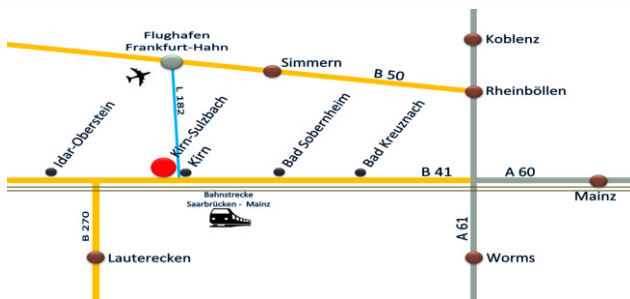 Flughafen
Frankfurt-Hahn
Koblenz
Simmern
B 50
Rheinböllen
L 182
Idar-Oberstein
Kirn-Sulzbach
Kirn
Bad Sobernheim
Bad Kreuznach
B 41
A 60
Mainz
Bahnstrecke
Saarbrücken - Mainz
B 270
A 61
Lauterecken
Worms